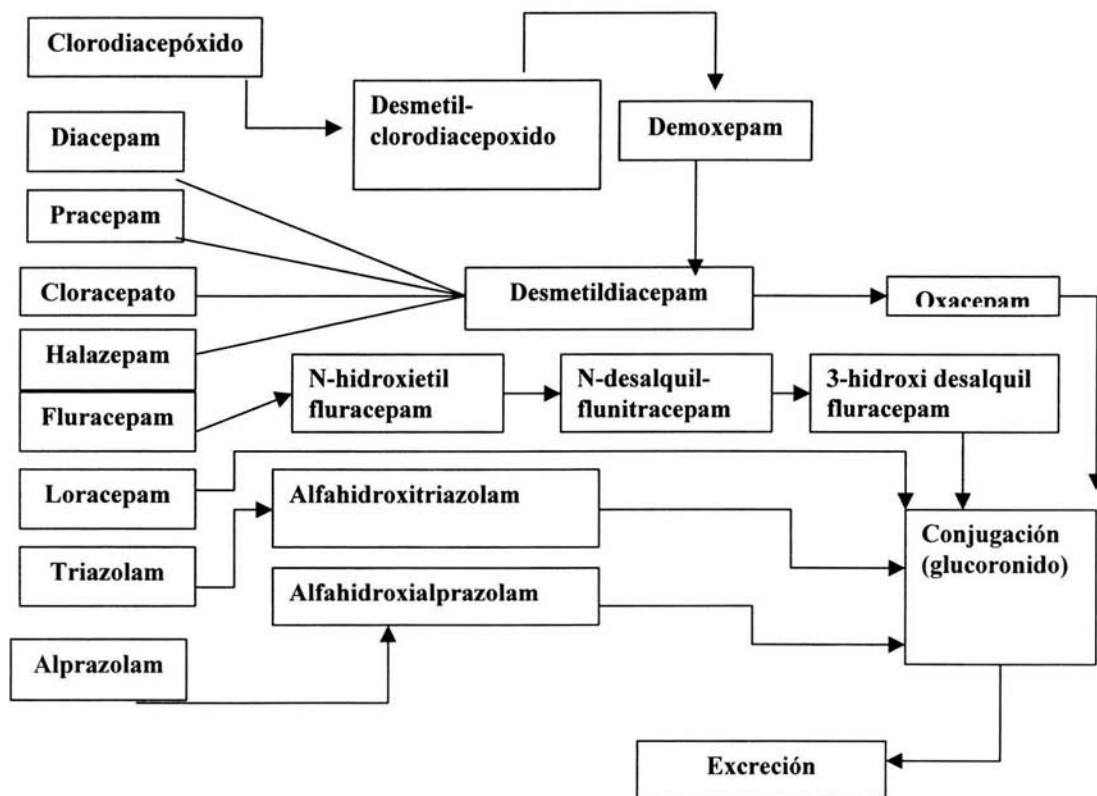 Clorodiacepóxido
Desmetil-
clorodiacepoxido
Demoxepam
Diacepam
Pracepam
Cloracepato
Desmetildiacepam
Oxacepam
Halazepam
N-hidroxietil
fluracepam
N-desalquil-
flunitracepam
3-hidroxi desalquil
fluracepam
Fluracepam
Loracepam
Alfahidroxitriazolam
Conjugación
(glucoronido)
Triazolam
Alfahidroxialprazolam
Alprazolam
Excreción